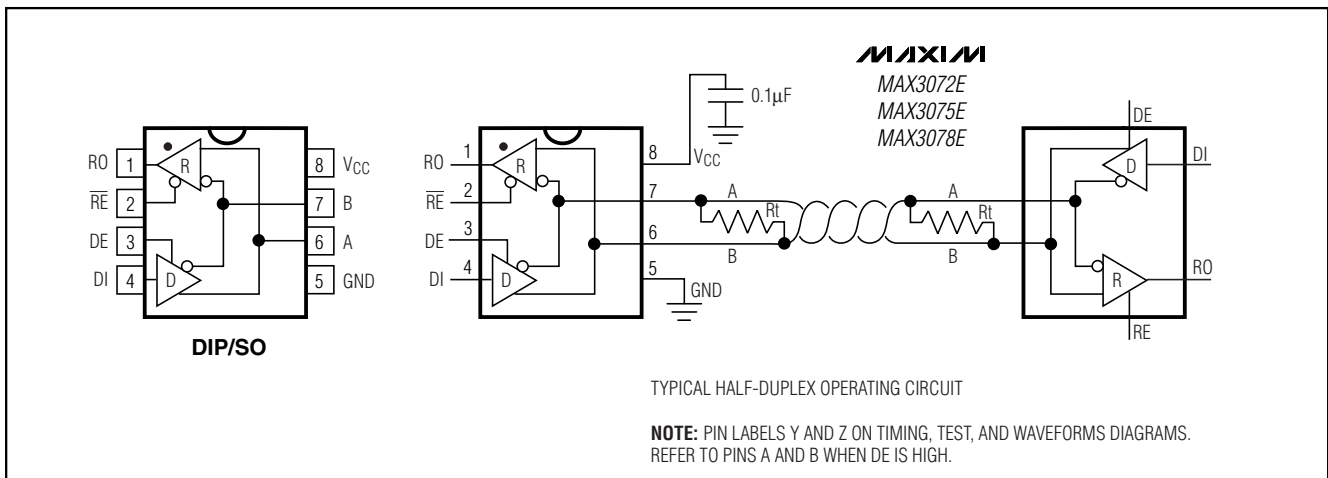 MAXIM
MAX3072E
MAX3075E
MAX3078E
0.1µF
RO 1
R
8 VCC
RE 2
7 B
DE 3
6 A
DI 4
D
5 GND
DIP/SO
1
RO
R
8
VCC
2
RE
7
A
Rt
3
DE
6
B
4
DI
D
5
GND
A
Rt
B
DE
D
DI
R
RO
RE
TYPICAL HALF-DUPLEX OPERATING CIRCUIT
NOTE: PIN LABELS Y AND Z ON TIMING, TEST, AND WAVEFORMS DIAGRAMS.
REFER TO PINS A AND B WHEN DE IS HIGH.